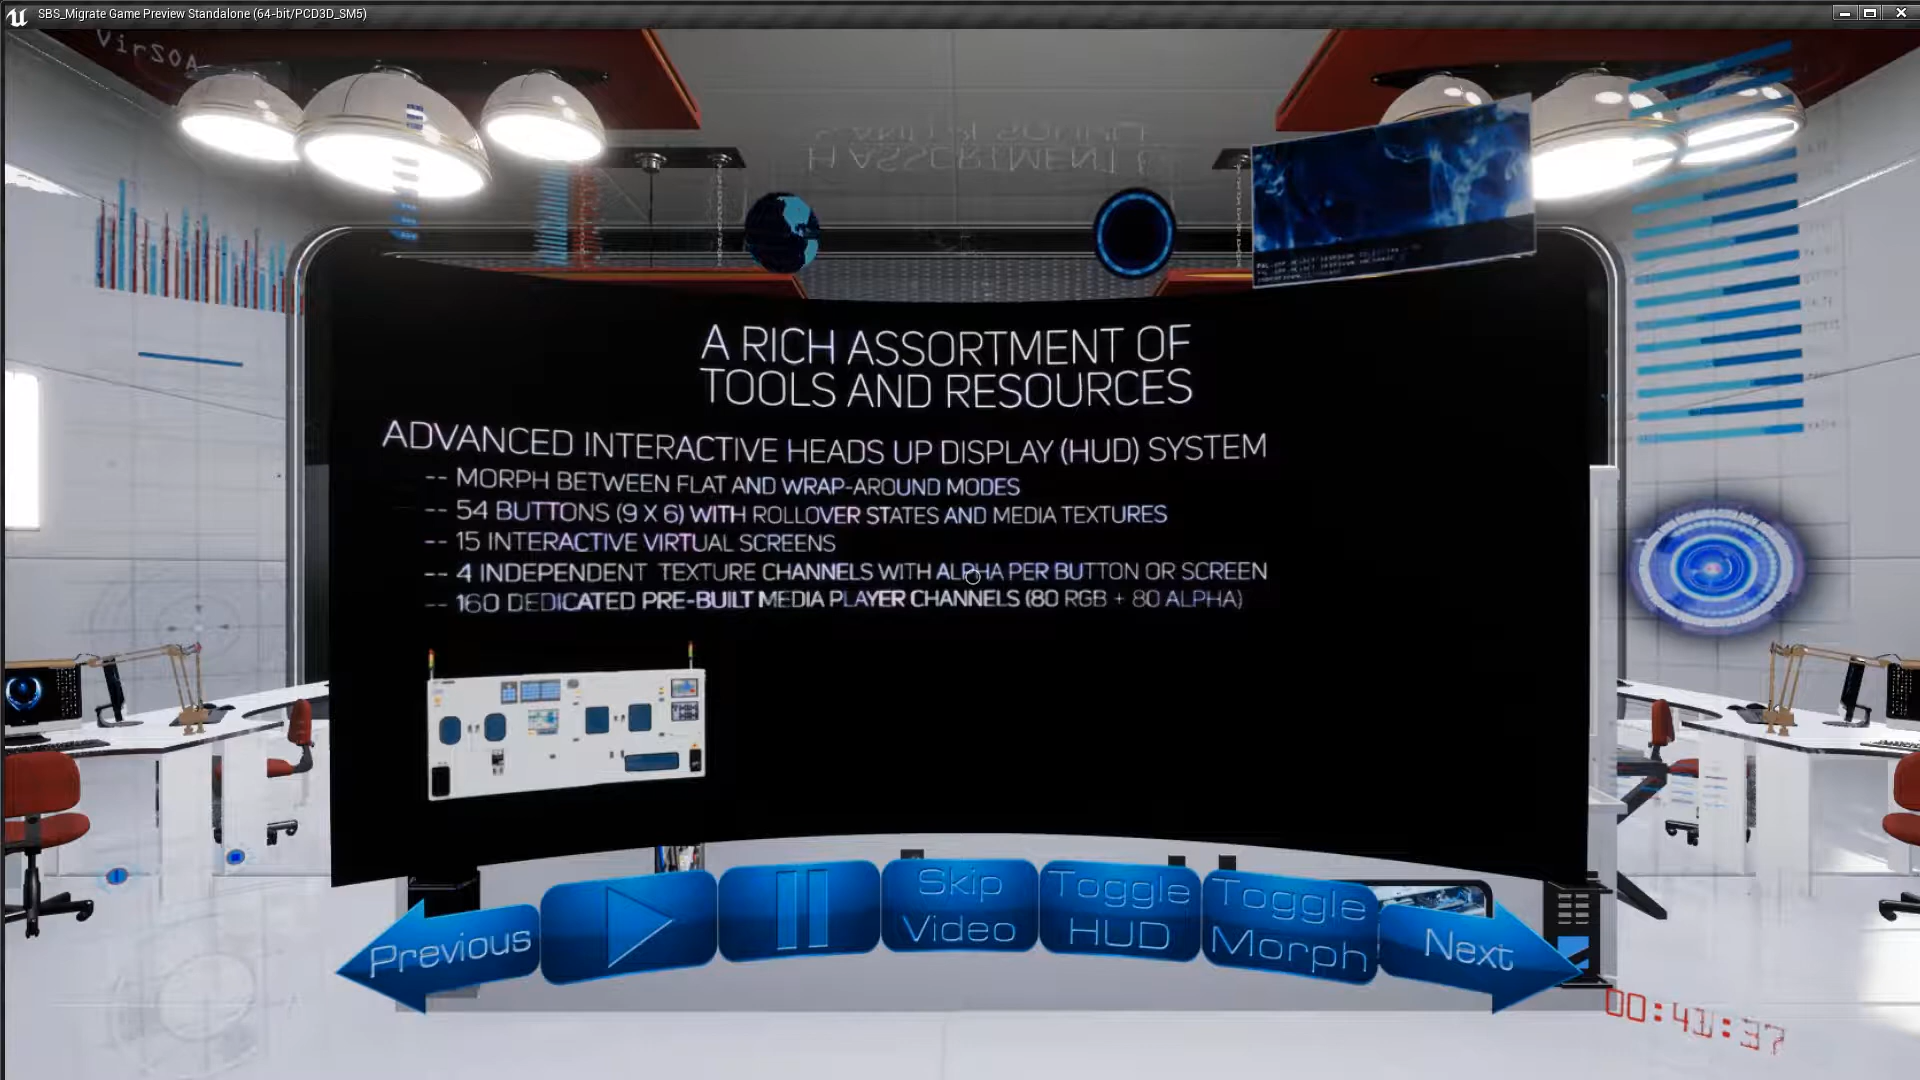 SBS_Migrate Game Preview Standalone (64-bit/PCD3D_SM5)
VirSOA
A RICH ASSORTMENT OF
TOOLS AND RESOURCES
ADVANCED INTERACTIVE HEADS UP DISPLAY (HUD) SYSTEM
-- MORPH BETWEEN FLAT AND WRAP-AROUND MODES
-- 54 BUTTONS (9 X 6) WITH ROLLOVER STATES AND MEDIA TEXTURES
-- 15 INTERACTIVE VIRTUAL SCREENS
-- 4 INDEPENDENT TEXTURE CHANNELS WITH ALPHA PER BUTTON OR SCREEN
-- 160 DEDICATED PRE-BUILT MEDIA PLAYER CHANNELS (80 RGB + 80 ALPHA)
Previous
Skip
Video
Toggle
HUD
Toggle
Morph
Next